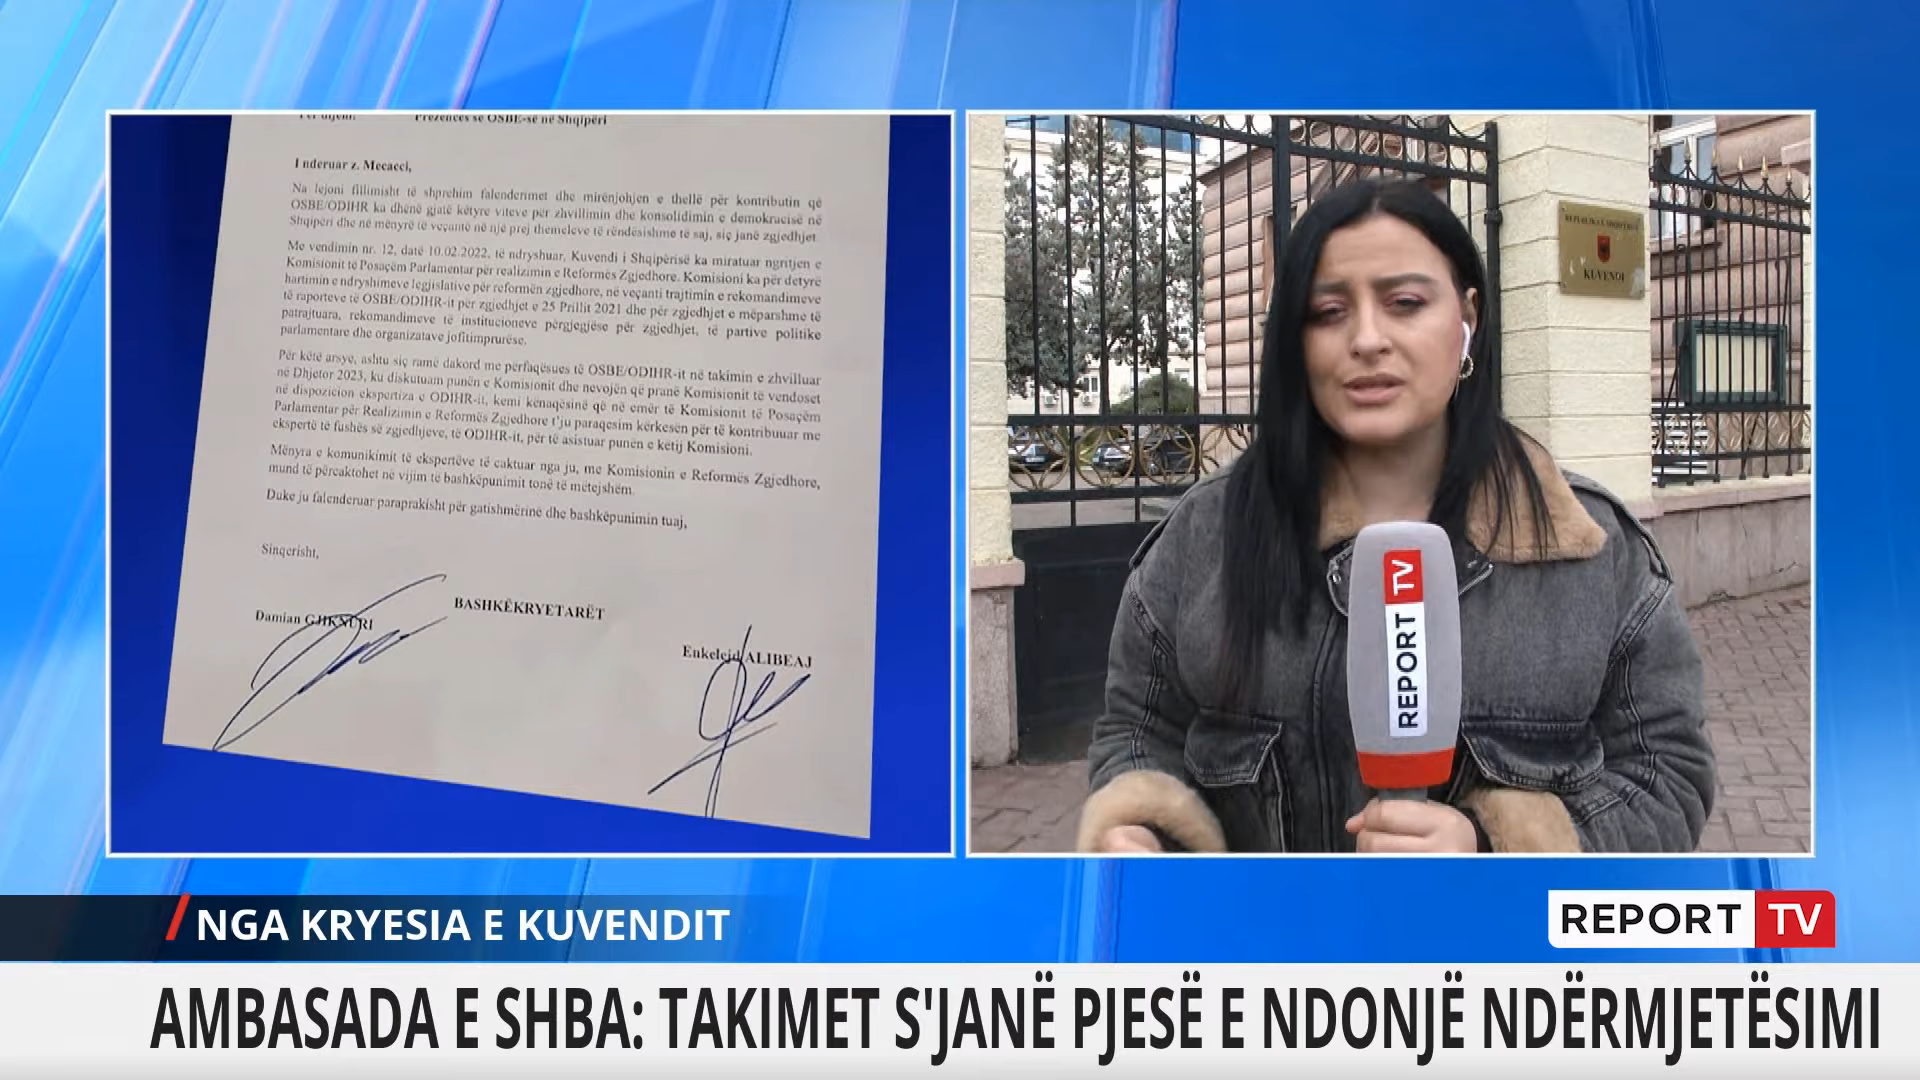 Për dijeni: Prezencës së OSBE-së në Shqipëri
I nderuar z. Mecacci,
Na lejoni fillimisht të shprehim falenderimet dhe mirënjohjen e thellë për kontributin që
OSBE/ODIHR ka dhënë gjatë këtyre viteve për zhvillimin dhe konsolidimin e demokracisë në
Shqipëri dhe në mënyrë të veçantë në një prej themeleve të rëndësishme të saj, siç janë zgjedhjet.
Me vendimin nr. 12, datë 10.02.2022, të ndryshuar, Kuvendi i Shqipërisë ka miratuar ngritjen e
Komisionit të Posaçëm Parlamentar për realizimin e Reformës Zgjedhore. Komisioni ka për detyrë
hartimin e ndryshimeve legjislative për reformën zgjedhore, në veçanti trajtimin e rekomandimeve
të raporteve të OSBE/ODIHR-it për zgjedhjet e 25 Prillit 2021 dhe për zgjedhjet e mëparshme të
patrajtuara, rekomandimeve të institucioneve përgjegjëse për zgjedhjet, të partive politike
parlamentare dhe organizatave jofitimprurëse.
Për këtë arsye, ashtu siç ramë dakord me përfaqësues të OSBE/ODIHR-it në takimin e zhvilluar
në Dhjetor 2023, ku diskutuam punën e Komisionit dhe nevojën që pranë Komisionit të vendoset
në dispozicion ekspertiza e ODIHR-it, kemi kënaqësinë që në emër të Komisionit të Posaçëm
Parlamentar për Realizimin e Reformës Zgjedhore t'ju paraqesim kërkesën për të kontribuuar me
ekspertë të fushës së zgjedhjeve, të ODIHR-it, për të asistuar punën e këtij Komisioni.
Mënyra e komunikimit të ekspertëve të caktuar nga ju, me Komisionin e Reformës Zgjedhore,
mund të përcaktohet në vijim të bashkëpunimit tonë të mëtejshëm.
Duke ju falenderuar paraprakisht për gatishmërinë dhe bashkëpunimin tuaj,
Sinqerisht,
BASHKËKRYETARËT
Damian GJIKNURI
Enkelejd ALIBEAJ
REPUBLIKA E SHQIPËRISË
KUVENDI
REPORT TV
NGA KRYESIA E KUVENDIT
REPORT TV
AMBASADA E SHBA: TAKIMET S'JANË PJESË E NDONJË NDËRMJETËSIMI